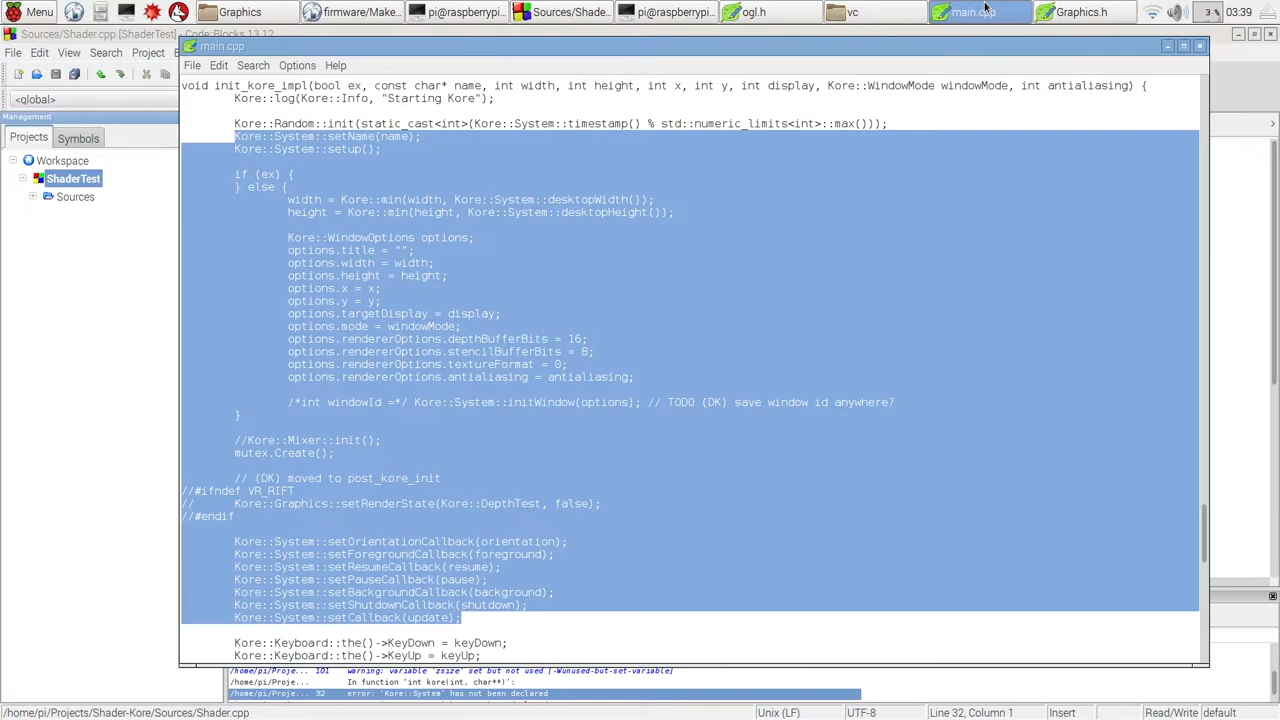 Menu
Graphics
firmware/Make...
pi@raspberrypi...
Sources/Shade...
pi@raspberrypi...
ogl.h
vc
main.cpp
Graphics.h
3 %
03:39
Sources/Shader.cpp [ShaderTest] - Code::Blocks 13.12
File Edit View Search Project
<global>
Management
Projects Symbols
Workspace
ShaderTest
Sources
main.cpp
File Edit Search Options Help
void init_kore_impl(bool ex, const char* name, int width, int height, int x, int y, int display, Kore::WindowMode windowMode, int antialiasing) {
Kore::log(Kore::Info, "Starting Kore");
Kore::Random::init(static_cast<int>(Kore::System::timestamp() % std::numeric_limits<int>::max()));
Kore::System::setName(name);
Kore::System::setup();
if (ex) {
} else {
width = Kore::min(width, Kore::System::desktopWidth());
height = Kore::min(height, Kore::System::desktopHeight());
Kore::WindowOptions options;
options.title = "";
options.width = width;
options.height = height;
options.x = x;
options.y = y;
options.targetDisplay = display;
options.mode = windowMode;
options.rendererOptions.depthBufferBits = 16;
options.rendererOptions.stencilBufferBits = 8;
options.rendererOptions.textureFormat = 0;
options.rendererOptions.antialiasing = antialiasing;
/*int windowId =*/ Kore::System::initWindow(options); // TODO (DK) save window id anywhere?
}
//Kore::Mixer::init();
mutex.Create();
// (DK) moved to post_kore_init
//#ifndef VR_RIFT
// Kore::Graphics::setRenderState(Kore::DepthTest, false);
//#endif
Kore::System::setOrientationCallback(orientation);
Kore::System::setForegroundCallback(foreground);
Kore::System::setResumeCallback(resume);
Kore::System::setPauseCallback(pause);
Kore::System::setBackgroundCallback(background);
Kore::System::setShutdownCallback(shutdown);
Kore::System::setCallback(update);
Kore::Keyboard::the()->KeyDown = keyDown;
Kore::Keyboard::the()->KeyUp = keyUp;
/home/pi/Proje... 101 warning: variable 'zsize' set but not used [-Wunused-but-set-variable]
/home/pi/Proje... In function 'int kore(int, char**)':
/home/pi/Proje... 32 error: 'Kore::System' has not been declared
/home/pi/Projects/Shader-Kore/Sources/Shader.cpp
Unix (LF)
UTF-8
Line 32, Column 1
Insert
Read/Write
default